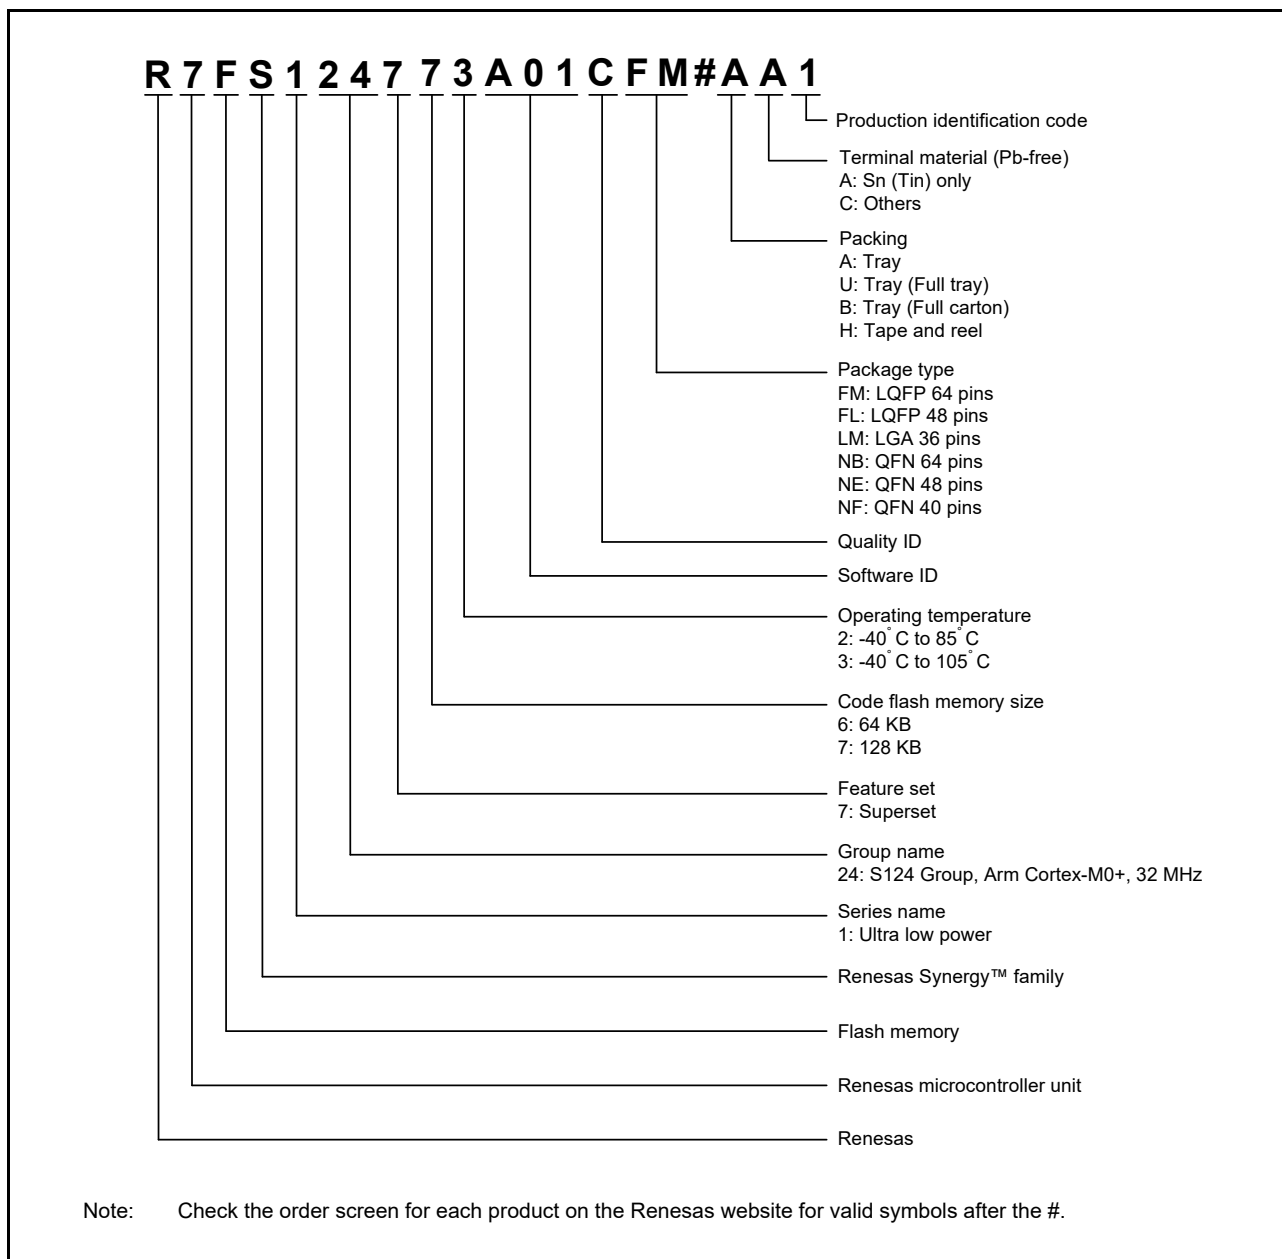 R7FS124773A01CFM#AA1
Production identification code
Terminal material (Pb-free)
A: Sn (Tin) only
C: Others
Packing
A: Tray
U: Tray (Full tray)
B: Tray (Full carton)
H: Tape and reel
Package type
FM: LQFP 64 pins
FL: LQFP 48 pins
LM: LGA 36 pins
NB: QFN 64 pins
NE: QFN 48 pins
NF: QFN 40 pins
Quality ID
Software ID
Operating temperature
2: -40°C to 85°C
3: -40°C to 105°C
Code flash memory size
6: 64 KB
7: 128 KB
Feature set
7: Superset
Group name
24: S124 Group, Arm Cortex-M0+, 32 MHz
Series name
1: Ultra low power
Renesas Synergy™ family
Flash memory
Renesas microcontroller unit
Renesas
Note: Check the order screen for each product on the Renesas website for valid symbols after the #.